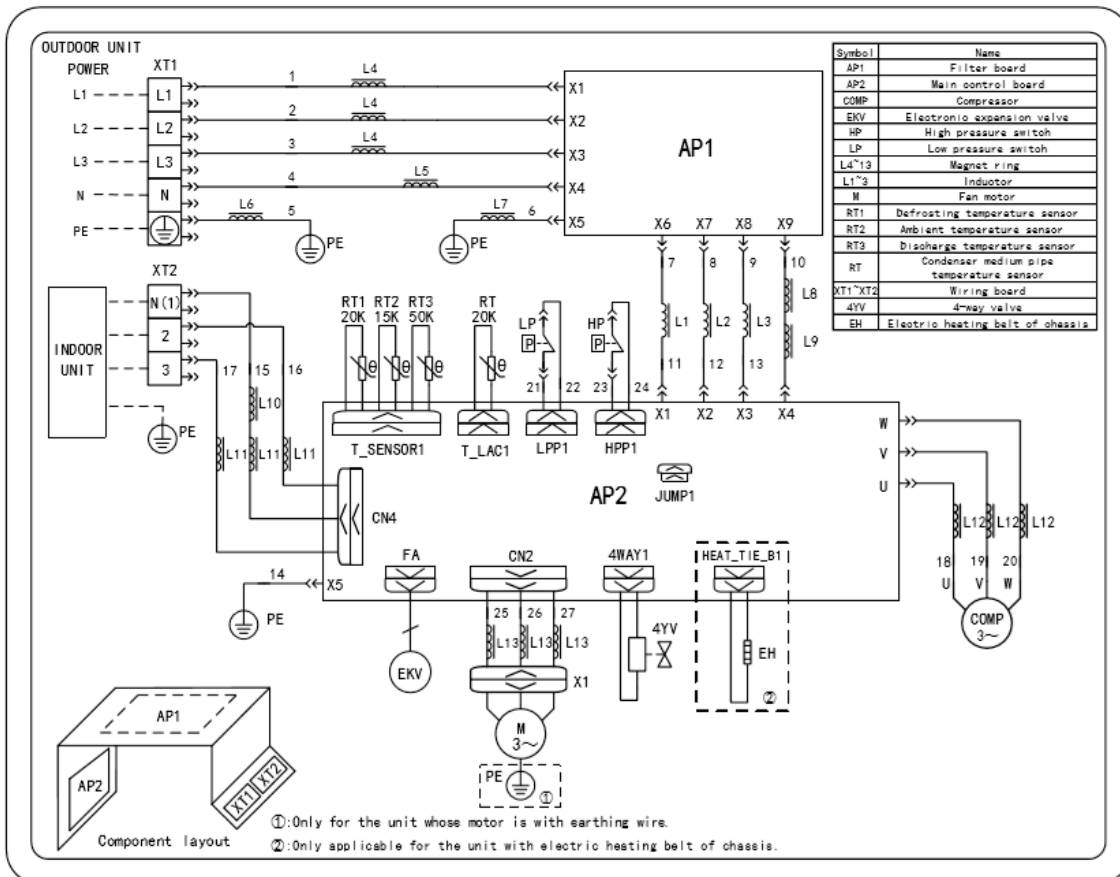 OUTDOOR UNIT
POWER
XT1
L1 L1 1 L4 X1
L2 L2 2 L4 X2
L3 L3 3 L4 X3
N N 4 L5 X4
PE L6 5 PE PE L7 6 X5
AP1
X6 X7 X8 X9
7 8 9 10
L1 L2 L3 L8
L9
11 12 13
X1 X2 X3 X4
Symbol Name
AP1 Filter board
AP2 Main control board
COMP Compressor
EKV Electronic expansion valve
HP High pressure switch
LP Low pressure switch
L4~13 Magnet ring
L1~3 Inductor
M Fan motor
RT1 Defrosting temperature sensor
RT2 Ambient temperature sensor
RT3 Discharge temperature sensor
RT Condenser medium pipe
temperature sensor
XT1~XT2 Wiring board
4YV 4-way valve
EH Electric heating belt of chassis
XT2
N(1)
2
3
INDOOR
UNIT
PE
17 15 16
L10
L11 L11 L11
CN4
RT1 RT2 RT3 RT
20K 15K 50K 20K
θ θ θ θ
LP HP
P P
21 22 23 24
T_SENSOR1 T_LAC1 LPP1 HPP1
AP2
JUMP1
W
V
U
L12 L12 L12
18 19 20
U V W
COMP
3~
14 X5
PE
FA CN2 4WAY1 HEAT_TIE_B1
25 26 27
L13 L13 L13
X1
EKV
4YV
EH
②
M
3~
PE
①
AP1
AP2
XT1 XT2
Component layout
①:Only for the unit whose motor is with earthing wire.
②:Only applicable for the unit with electric heating belt of chassis.